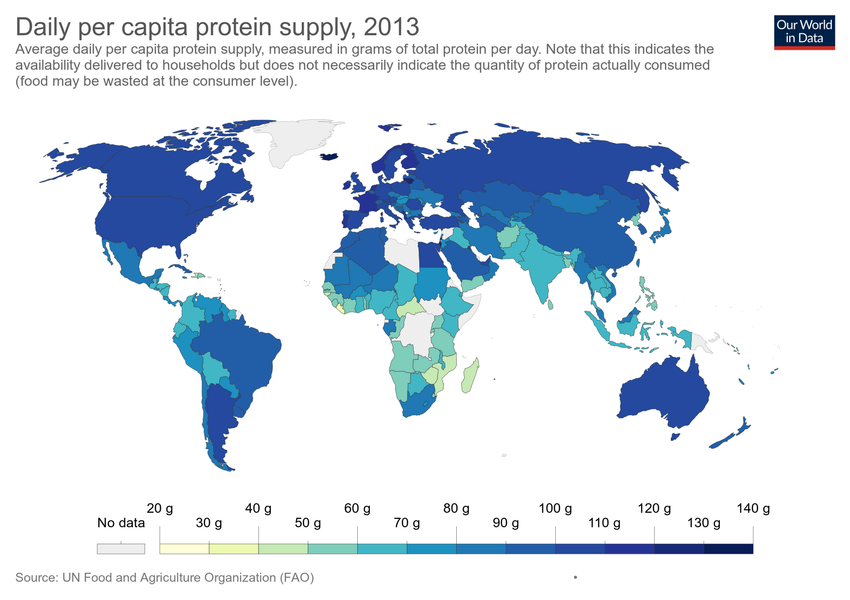 Daily per capita protein supply, 2013
Our World
in Data
Average daily per capita protein supply, measured in grams of total protein per day. Note that this indicates the
availability delivered to households but does not necessarily indicate the quantity of protein actually consumed
(food may be wasted at the consumer level).
20 g 40 g 60 g 80 g 100 g 120 g 140 g
No data 30 g 50 g 70 g 90 g 110 g 130 g
Source: UN Food and Agriculture Organization (FAO)